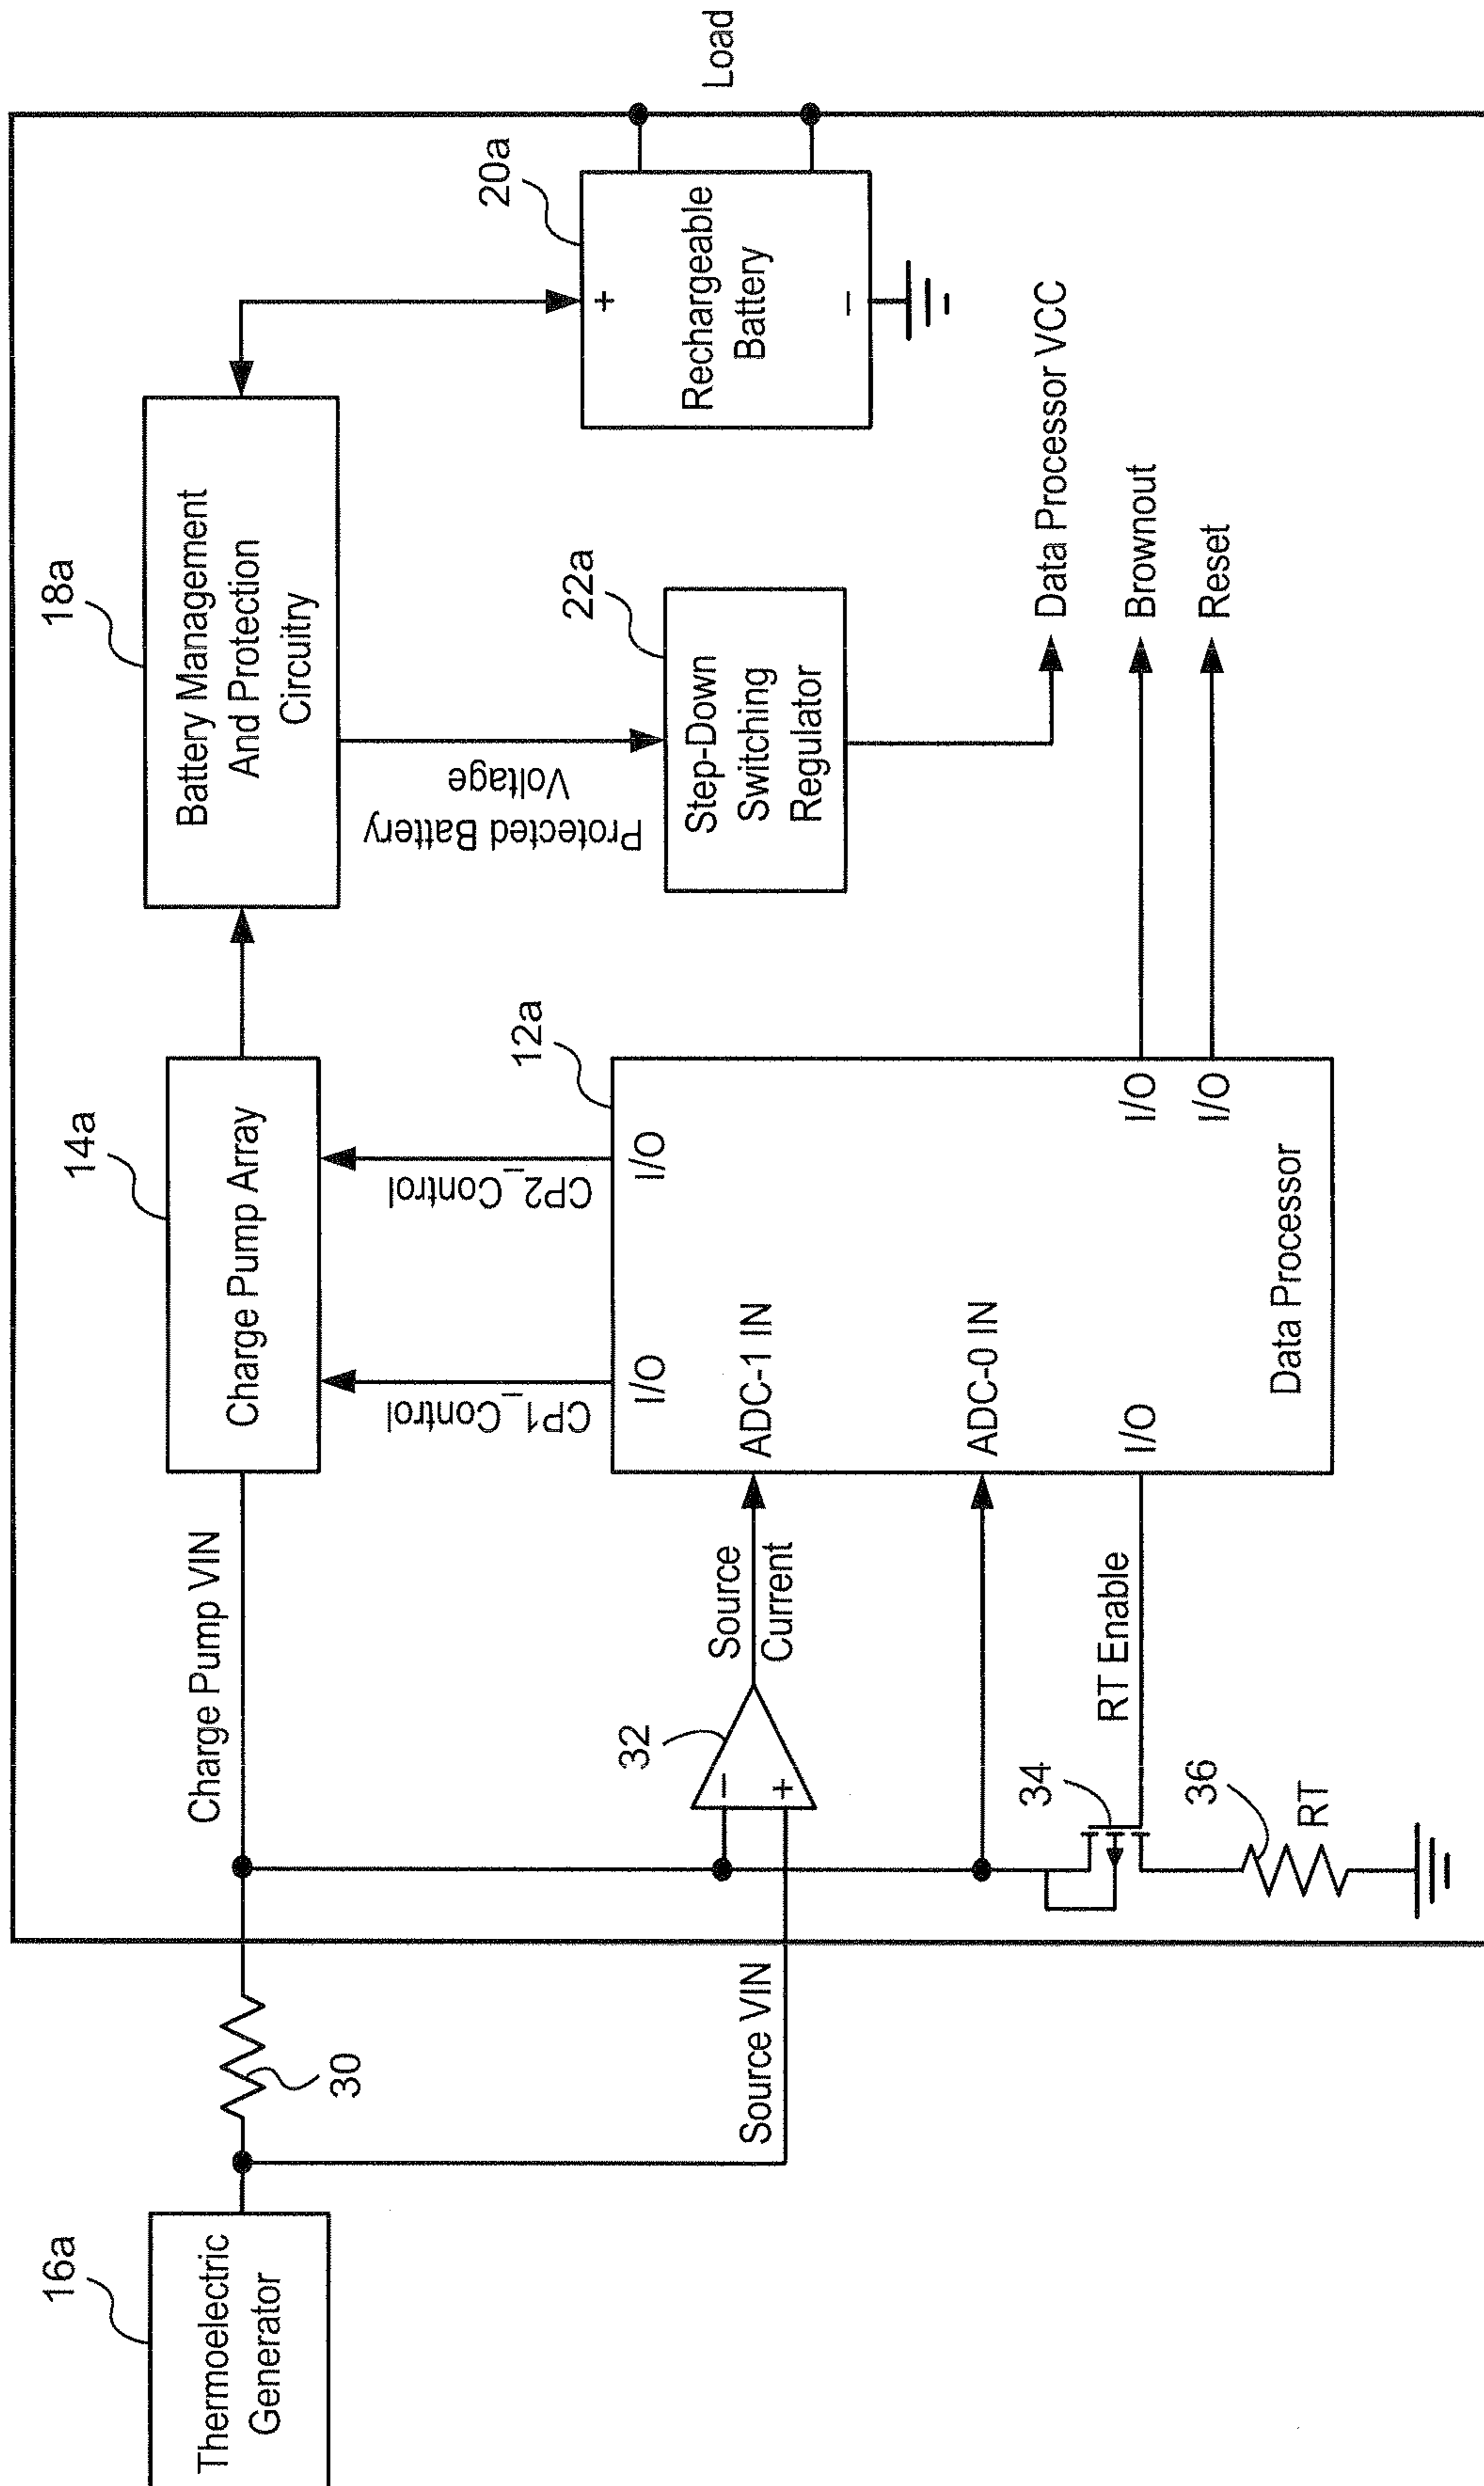 16a
Thermoelectric
Generator
30
Source VIN
Charge Pump VIN
14a
Charge Pump Array
18a
Battery Management
And Protection
Circuitry
Protected Battery
Voltage
20a
+
Rechargeable
Battery
−
Load
22a
Step-Down
Switching
Regulator
Data Processor VCC
CP1_Control
CP2_Control
12a
I/O
I/O
ADC-1 IN
ADC-0 IN
I/O
I/O
I/O
Data Processor
Brownout
Reset
32
−
+
Source
Current
RT Enable
34
36
RT